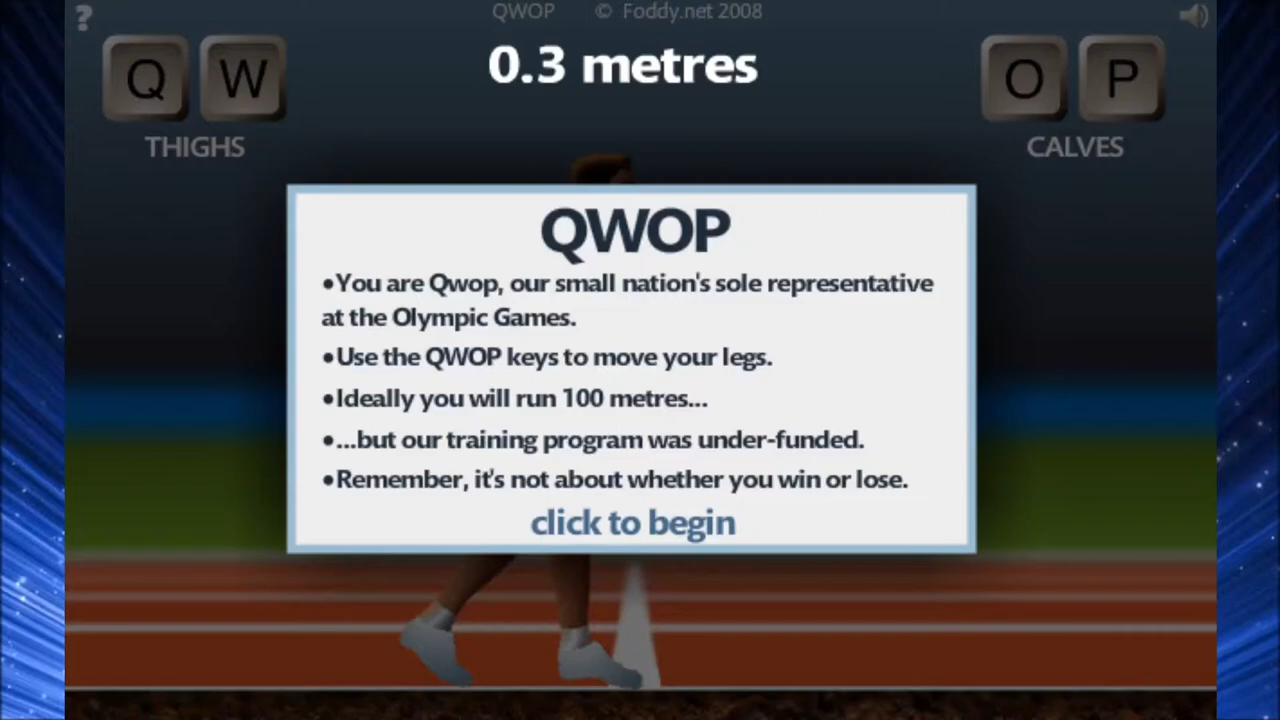 ?
QWOP © Foddy.net 2008
Q W
0.3 metres
O P
THIGHS
CALVES
QWOP
•You are Qwop, our small nation's sole representative
at the Olympic Games.
•Use the QWOP keys to move your legs.
•Ideally you will run 100 metres...
•...but our training program was under-funded.
•Remember, it's not about whether you win or lose.
click to begin